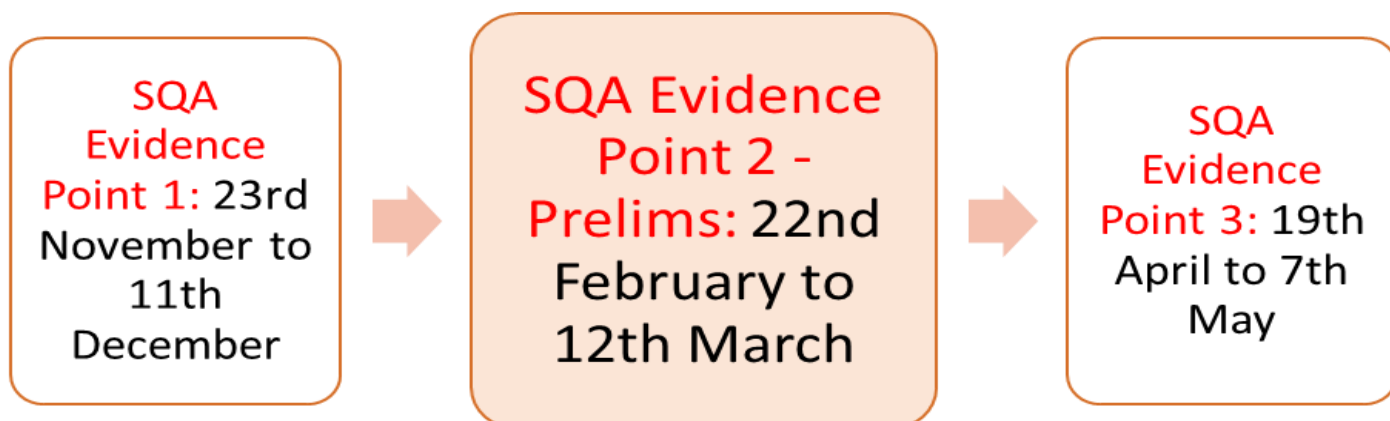 SQA
Evidence
Point 1: 23rd
November to
11th
December
SQA Evidence
Point 2 -
Prelims: 22nd
February to
12th March
SQA
Evidence
Point 3: 19th
April to 7th
May